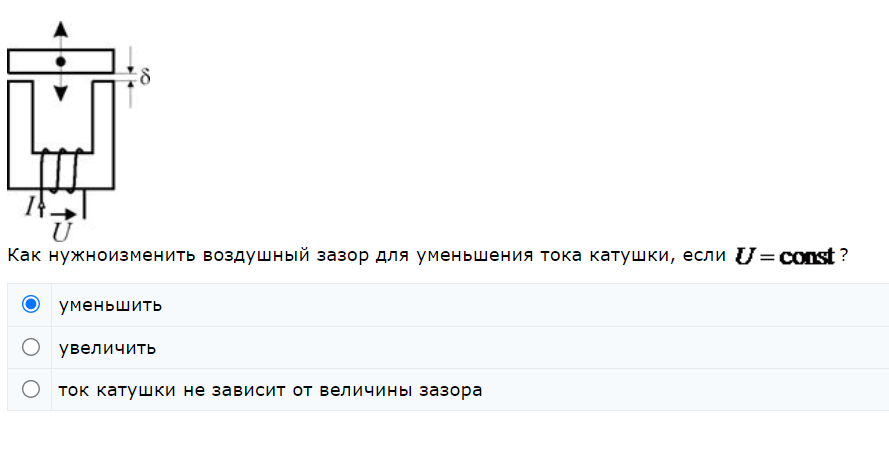 δ
I
U
Как нужноизменить воздушный зазор для уменьшения тока катушки, если U = const ?
уменьшить
увеличить
ток катушки не зависит от величины зазора